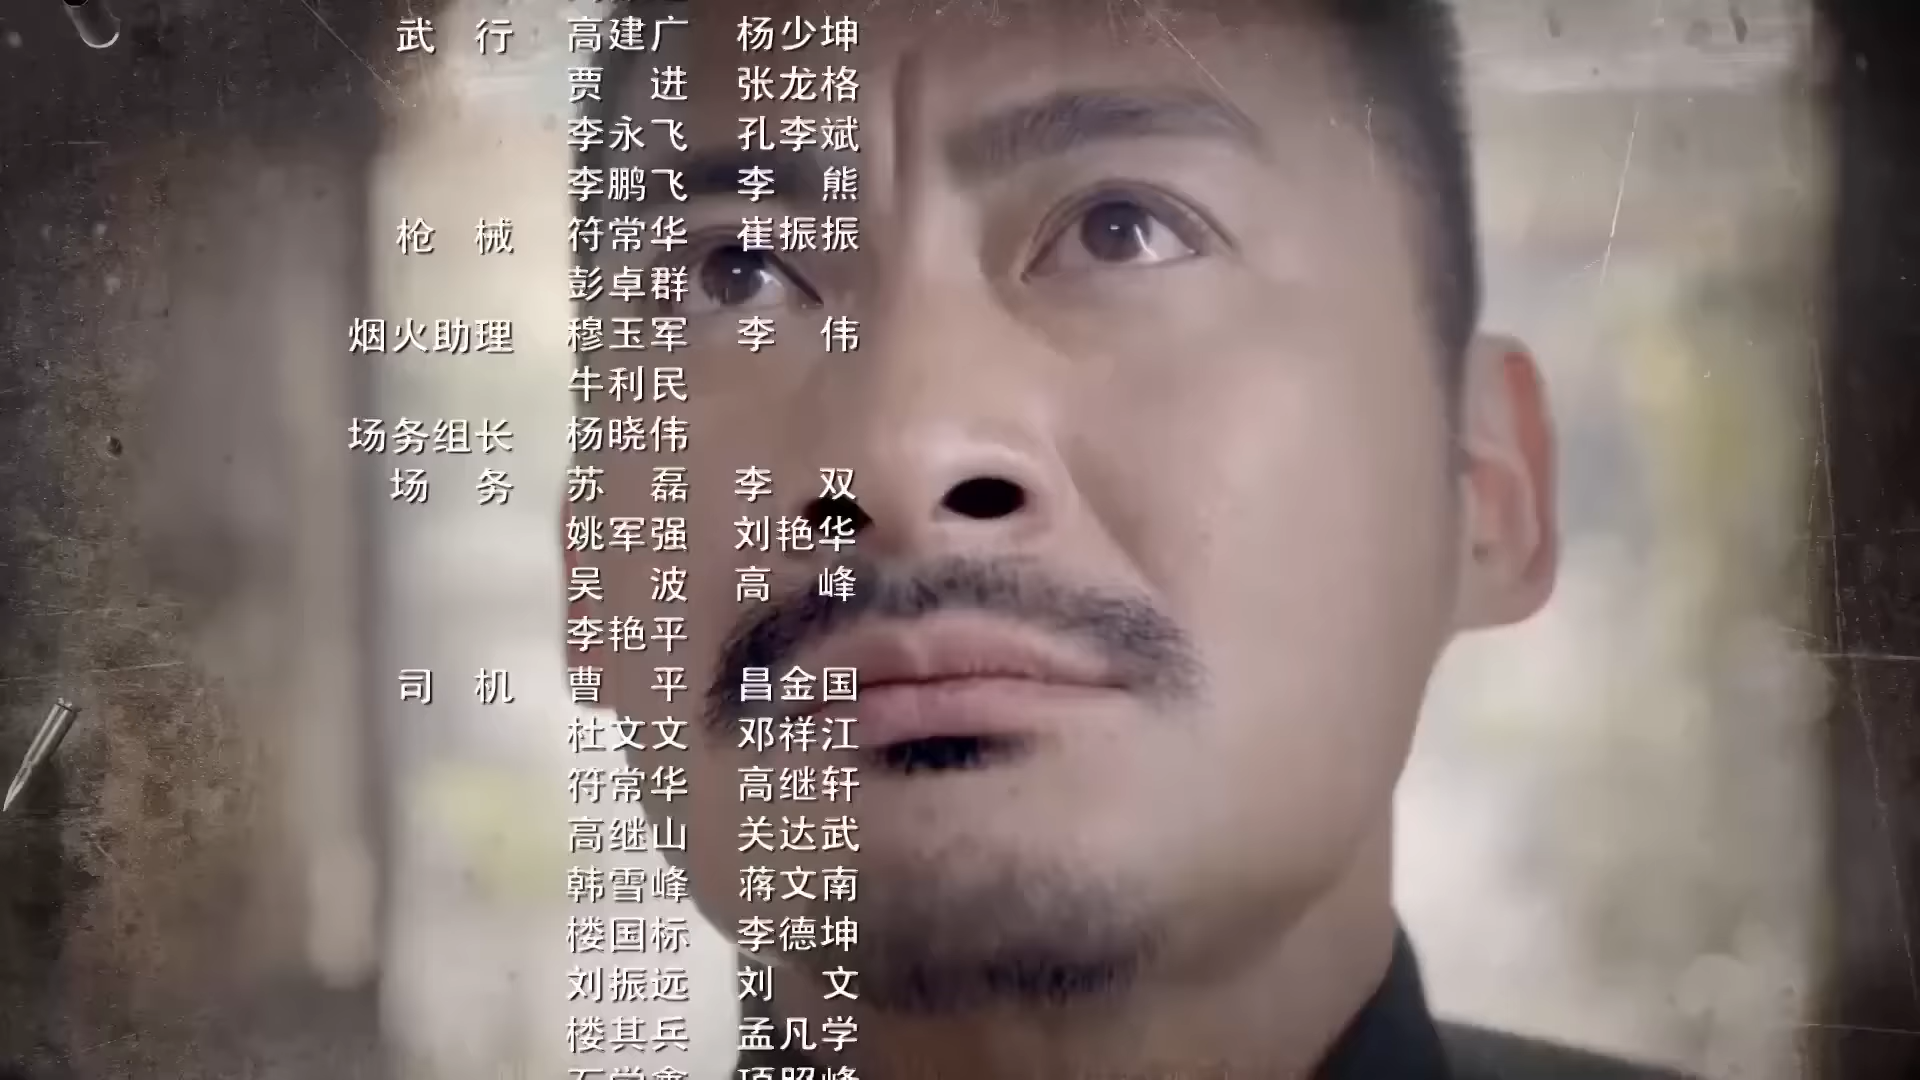 武行 高建广 杨少坤
贾进 张龙格
李永飞 孔李斌
李鹏飞 李熊
枪械 符常华 崔振振
彭卓群
烟火助理 穆玉军 李伟
牛利民
场务组长 杨晓伟
场务 苏磊 李双
姚军强 刘艳华
吴波 高峰
李艳平
司机 曹平 昌金国
杜文文 邓祥江
符常华 高继轩
高继山 关达武
韩雪峰 蒋文南
楼国标 李德坤
刘振远 刘文
楼其兵 孟凡学